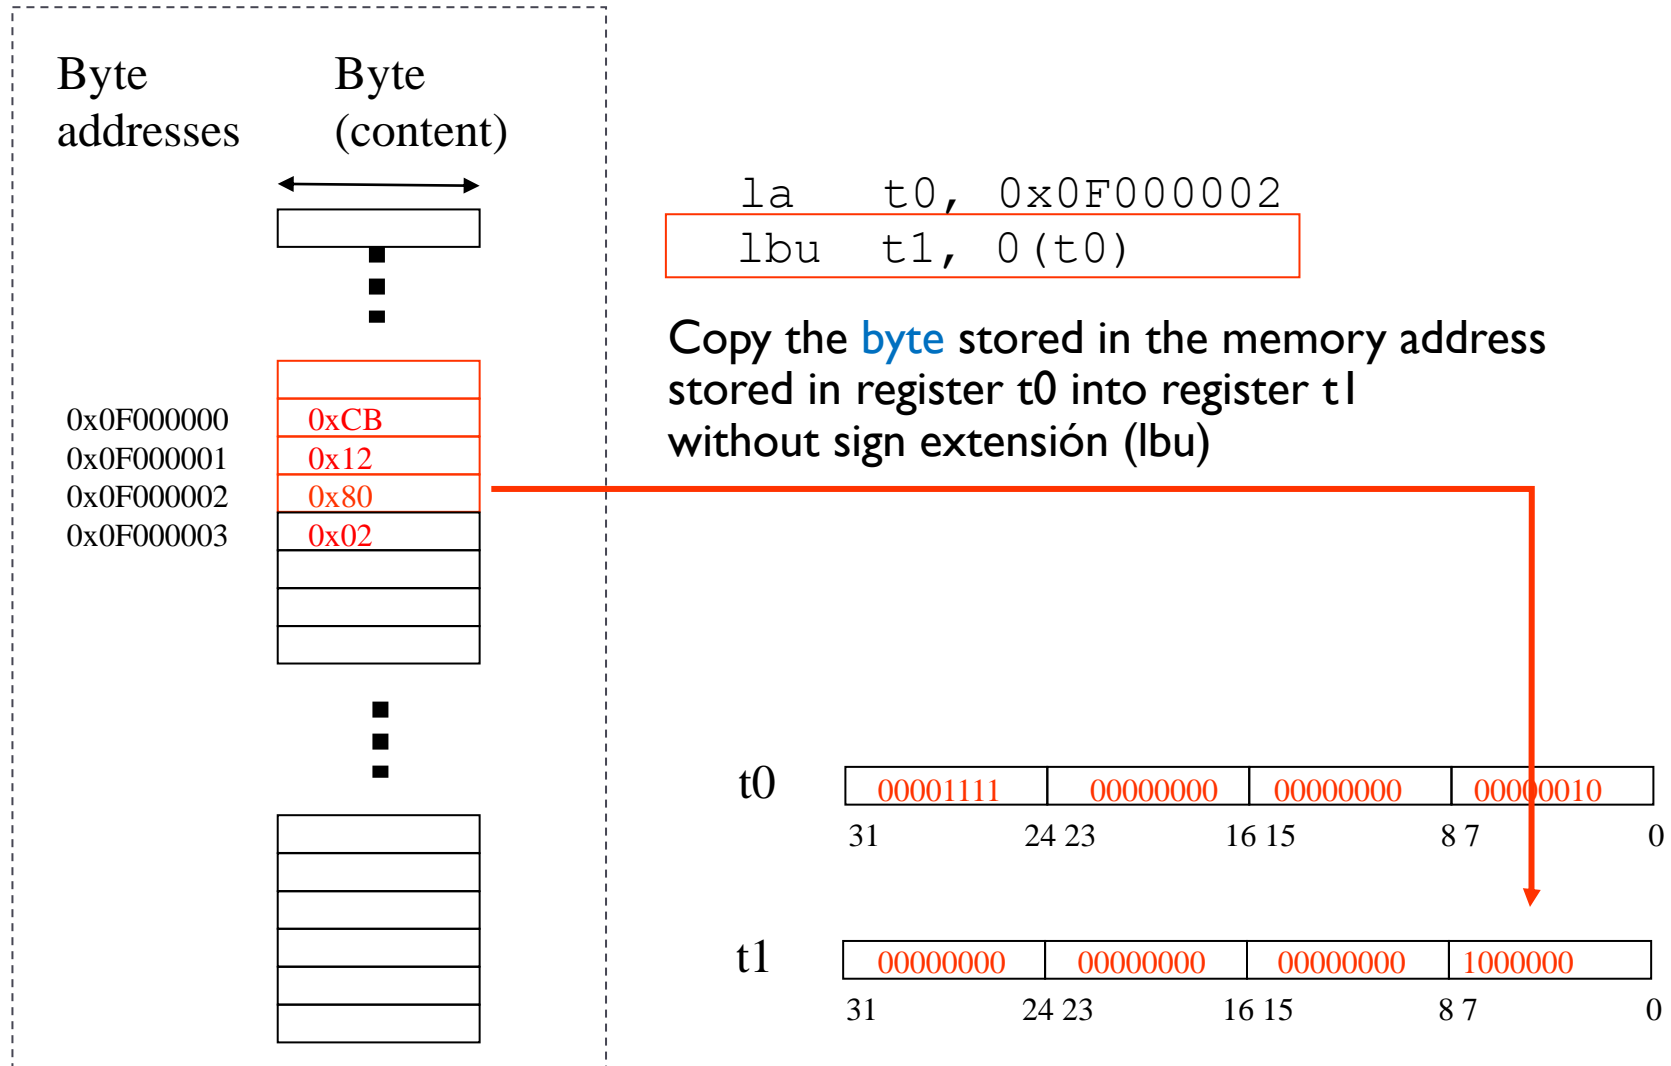 Byte addresses
Byte (content)
la t0, 0x0F000002
lbu t1, 0(t0)
Copy the byte stored in the memory address
stored in register t0 into register t1
without sign extensión (lbu)
0x0F000000 0xCB
0x0F000001 0x12
0x0F000002 0x80
0x0F000003 0x02
t0 00001111 00000000 00000000 00000010
31 24 23 16 15 8 7 0
t1 00000000 00000000 00000000 1000000
31 24 23 16 15 8 7 0